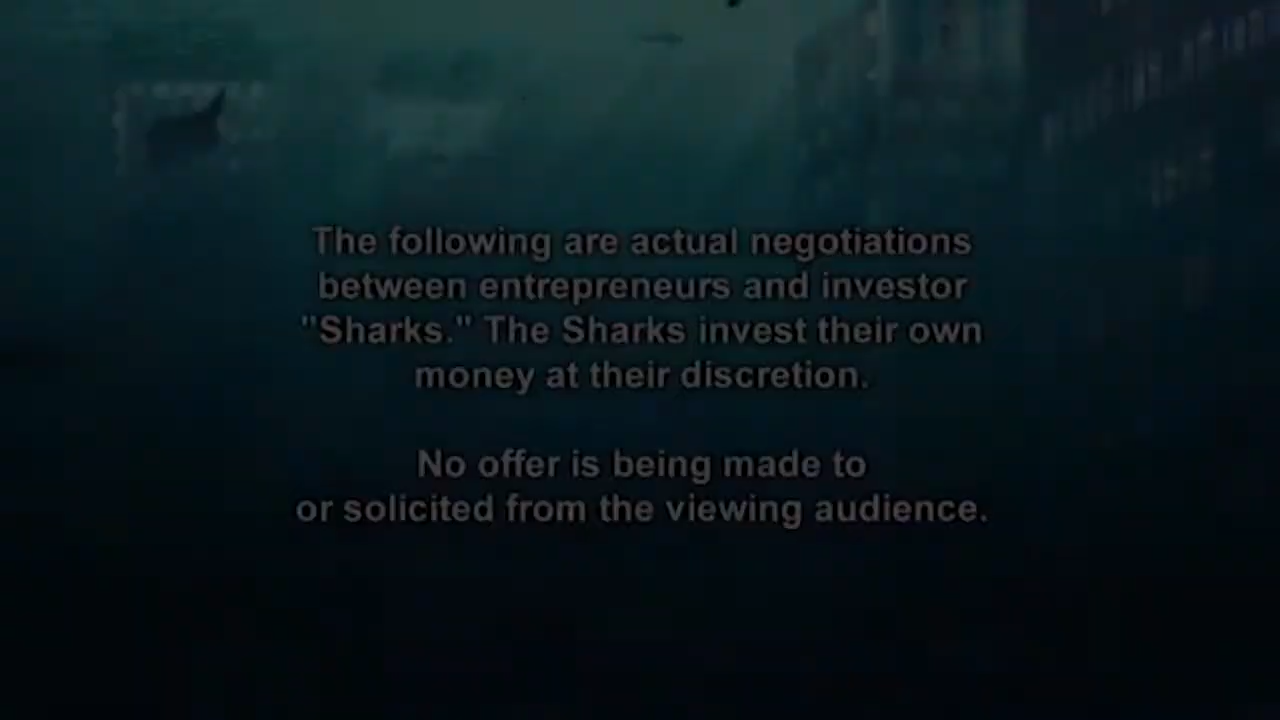 The following are actual negotiations
between entrepreneurs and investor
"Sharks." The Sharks invest their own
money at their discretion.
No offer is being made to
or solicited from the viewing audience.